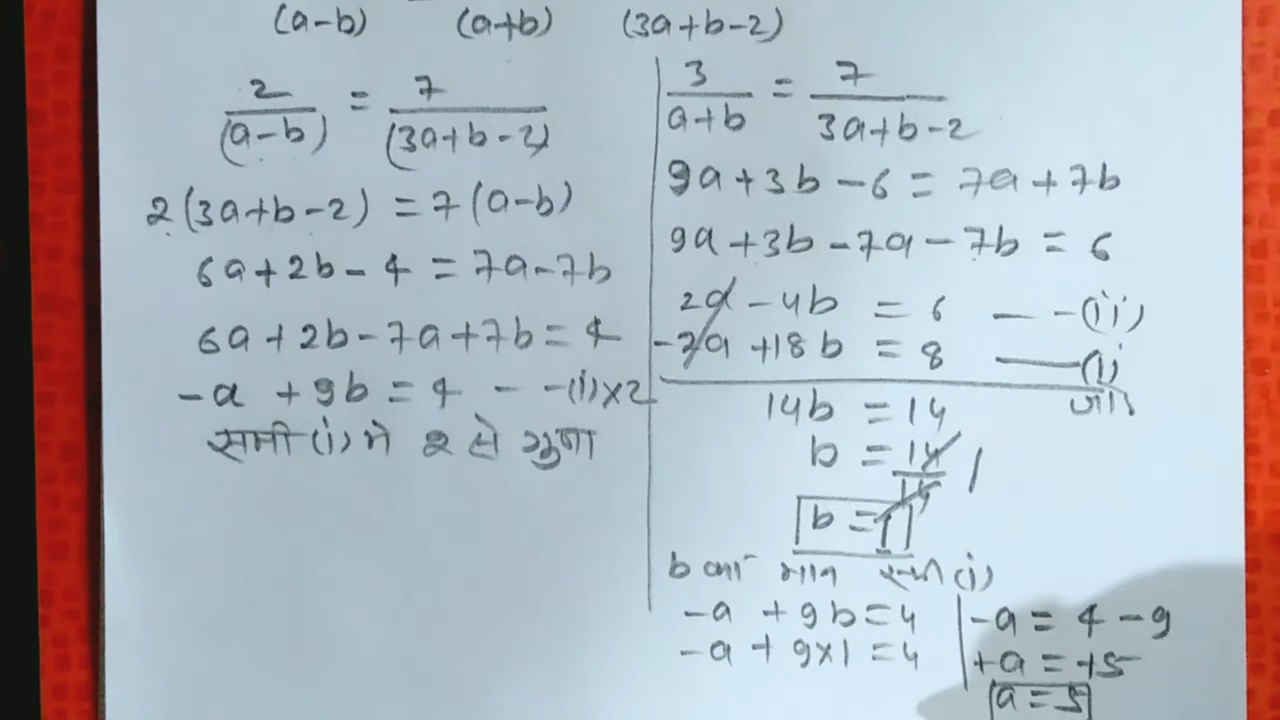 (a-b) (a+b) (3a+b-2)
2/(a-b) = 7/(3a+b-2)
2(3a+b-2) = 7(a-b)
6a+2b-4 = 7a-7b
6a+2b-7a+7b=4
-a +9b = 4 - -(i)×2
समी (i) में 2 से गुणा
3/a+b = 7/3a+b-2
9a+3b-6 = 7a+7b
9a+3b-7a-7b = 6
2a-4b = 6 — -(ii)
-2a +18b = 8 —(i)
14b = 14
b = 14/14 1
b = 1
b का मान समी (i)
-a +9b=4
-a + 9×1 =4
-a = 4-9
+a = +5
a = 5